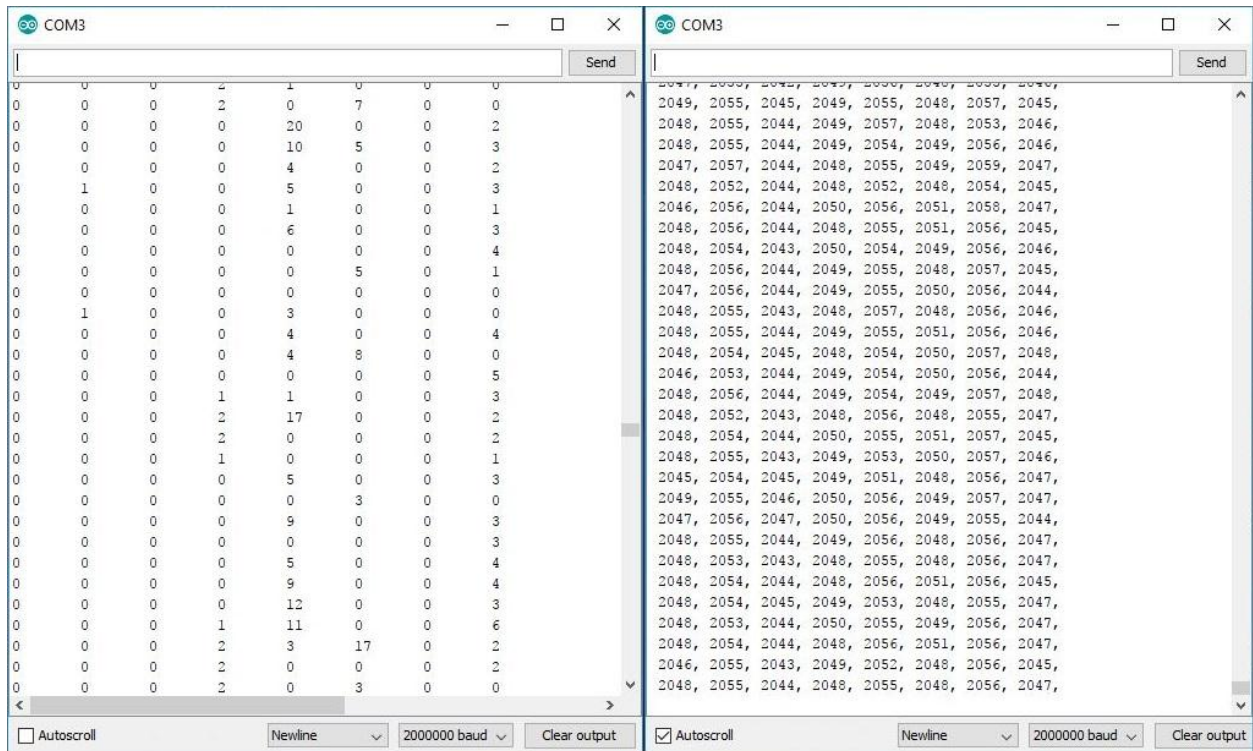 COM3
Send
0 0 0 2 1 0 0 0
0 0 0 2 0 7 0 0
0 0 0 0 20 0 0 2
0 0 0 0 10 5 0 3
0 0 0 0 4 0 0 2
0 1 0 0 5 0 0 3
0 0 0 0 1 0 0 1
0 0 0 0 6 0 0 3
0 0 0 0 0 0 0 4
0 0 0 0 0 5 0 1
0 0 0 0 0 0 0 0
0 1 0 0 3 0 0 0
0 0 0 0 4 0 0 4
0 0 0 0 4 8 0 0
0 0 0 0 0 0 0 5
0 0 0 1 1 0 0 3
0 0 0 2 17 0 0 2
0 0 0 2 0 0 0 2
0 0 0 1 0 0 0 1
0 0 0 0 5 0 0 3
0 0 0 0 0 3 0 0
0 0 0 0 9 0 0 3
0 0 0 0 0 0 0 3
0 0 0 0 5 0 0 4
0 0 0 0 9 0 0 4
0 0 0 0 12 0 0 3
0 0 0 1 11 0 0 6
0 0 0 2 3 17 0 2
0 0 0 2 0 0 0 2
0 0 0 2 0 3 0 0
Autoscroll Newline 2000000 baud Clear output
COM3
Send
2049, 2055, 2045, 2049, 2055, 2048, 2057, 2045,
2048, 2055, 2044, 2049, 2057, 2048, 2053, 2046,
2048, 2055, 2044, 2049, 2054, 2049, 2056, 2046,
2047, 2057, 2044, 2048, 2055, 2049, 2059, 2047,
2048, 2052, 2044, 2048, 2052, 2048, 2054, 2045,
2046, 2056, 2044, 2050, 2056, 2051, 2058, 2047,
2048, 2056, 2044, 2048, 2055, 2051, 2056, 2045,
2048, 2054, 2043, 2050, 2054, 2049, 2056, 2046,
2048, 2056, 2044, 2049, 2055, 2048, 2057, 2045,
2047, 2056, 2044, 2049, 2055, 2050, 2056, 2044,
2048, 2055, 2043, 2048, 2057, 2048, 2056, 2046,
2048, 2055, 2044, 2049, 2055, 2051, 2056, 2046,
2048, 2054, 2045, 2048, 2054, 2050, 2057, 2048,
2046, 2053, 2044, 2049, 2054, 2050, 2056, 2044,
2048, 2056, 2044, 2049, 2054, 2049, 2057, 2048,
2048, 2052, 2043, 2048, 2056, 2048, 2055, 2047,
2048, 2054, 2044, 2050, 2055, 2051, 2057, 2045,
2048, 2055, 2043, 2049, 2053, 2050, 2057, 2046,
2045, 2054, 2045, 2049, 2051, 2048, 2056, 2047,
2049, 2055, 2046, 2050, 2056, 2049, 2057, 2047,
2047, 2056, 2047, 2050, 2056, 2049, 2055, 2044,
2048, 2055, 2044, 2049, 2056, 2048, 2056, 2047,
2048, 2053, 2043, 2048, 2055, 2048, 2056, 2047,
2048, 2054, 2044, 2048, 2056, 2051, 2056, 2045,
2048, 2054, 2045, 2049, 2053, 2048, 2055, 2047,
2048, 2053, 2044, 2050, 2055, 2049, 2056, 2047,
2048, 2054, 2044, 2048, 2056, 2051, 2056, 2047,
2046, 2055, 2043, 2049, 2052, 2048, 2056, 2045,
2048, 2055, 2044, 2048, 2055, 2048, 2056, 2047,
Autoscroll Newline 2000000 baud Clear output